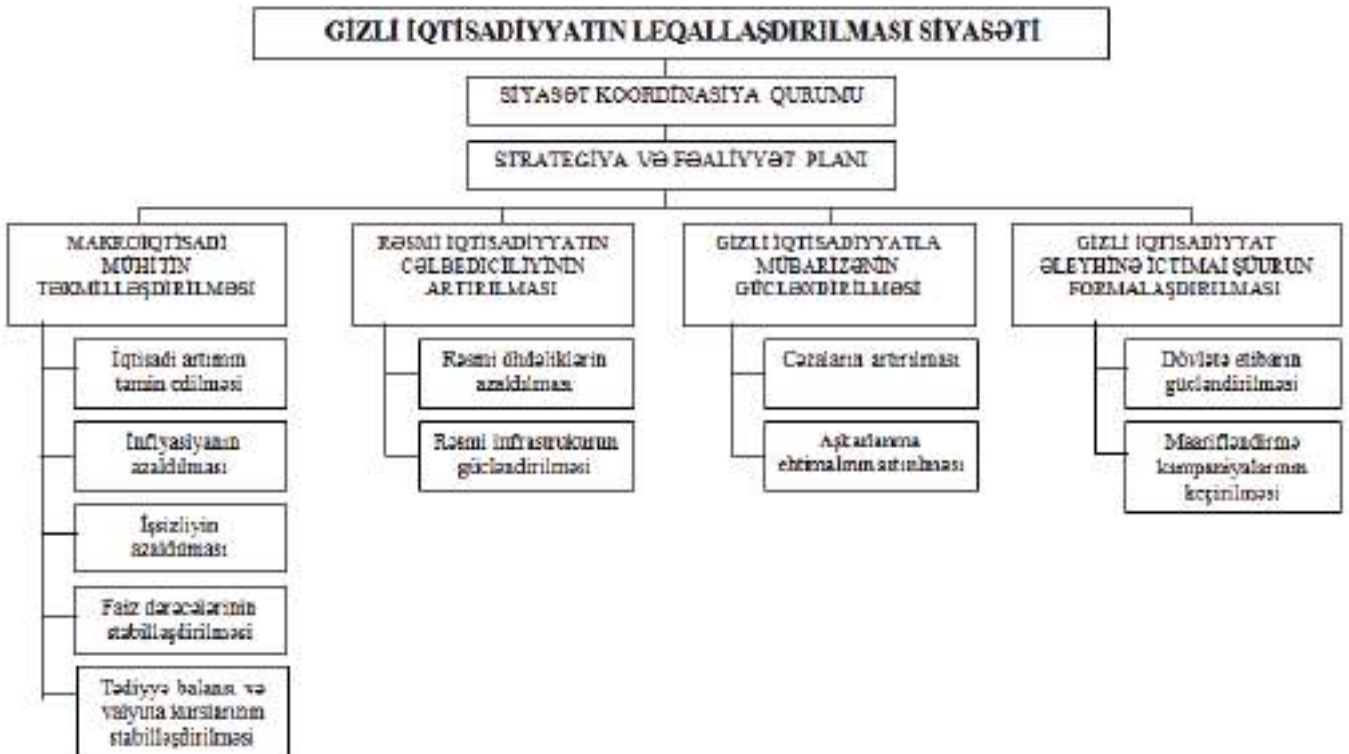 GİZLİ İQTİSADİYYATIN LEQALLAŞDIRILMASI SİYASƏTİ
SİYASƏT KOORDİNASİYA QURUMU
STRATEGİYA VƏ FƏALİYYƏT PLANI
MAKROİQTİSADİ
MÜHİTİN
TƏKMİLLƏŞDİRİLMƏSİ
İqtisadi artımın
təmin edilməsi
İnflyasiyanın
azaldılması
İşsizliyin
azaldılması
Faiz dərəcələrinin
stabilləşdirilməsi
Tədiyyə balansı və
valyuta kurslarının
stabilləşdirilməsi
RƏSMİ İQTİSADİYYATIN
CƏLBEDİCİLİYİNİN
ARTIRILMASI
Rəsmi öhdəliklərin
azaldılması
Rəsmi infrastrukurun
gücləndirilməsi
GİZLİ İQTİSADİYYATLA
MÜBARİZƏNİN
GÜCLƏNDİRİLMƏSİ
Cəzaların artırılması
Aşkarlanma
ehtimalının artırılması
GİZLİ İQTİSADİYYAT
ƏLEYHİNƏ İCTİMAİ ŞÜURUN
FORMALAŞDIRILMASI
Dövlətə etibarın
gücləndirilməsi
Maarifləndirmə
kampaniyalarının
keçirilməsi